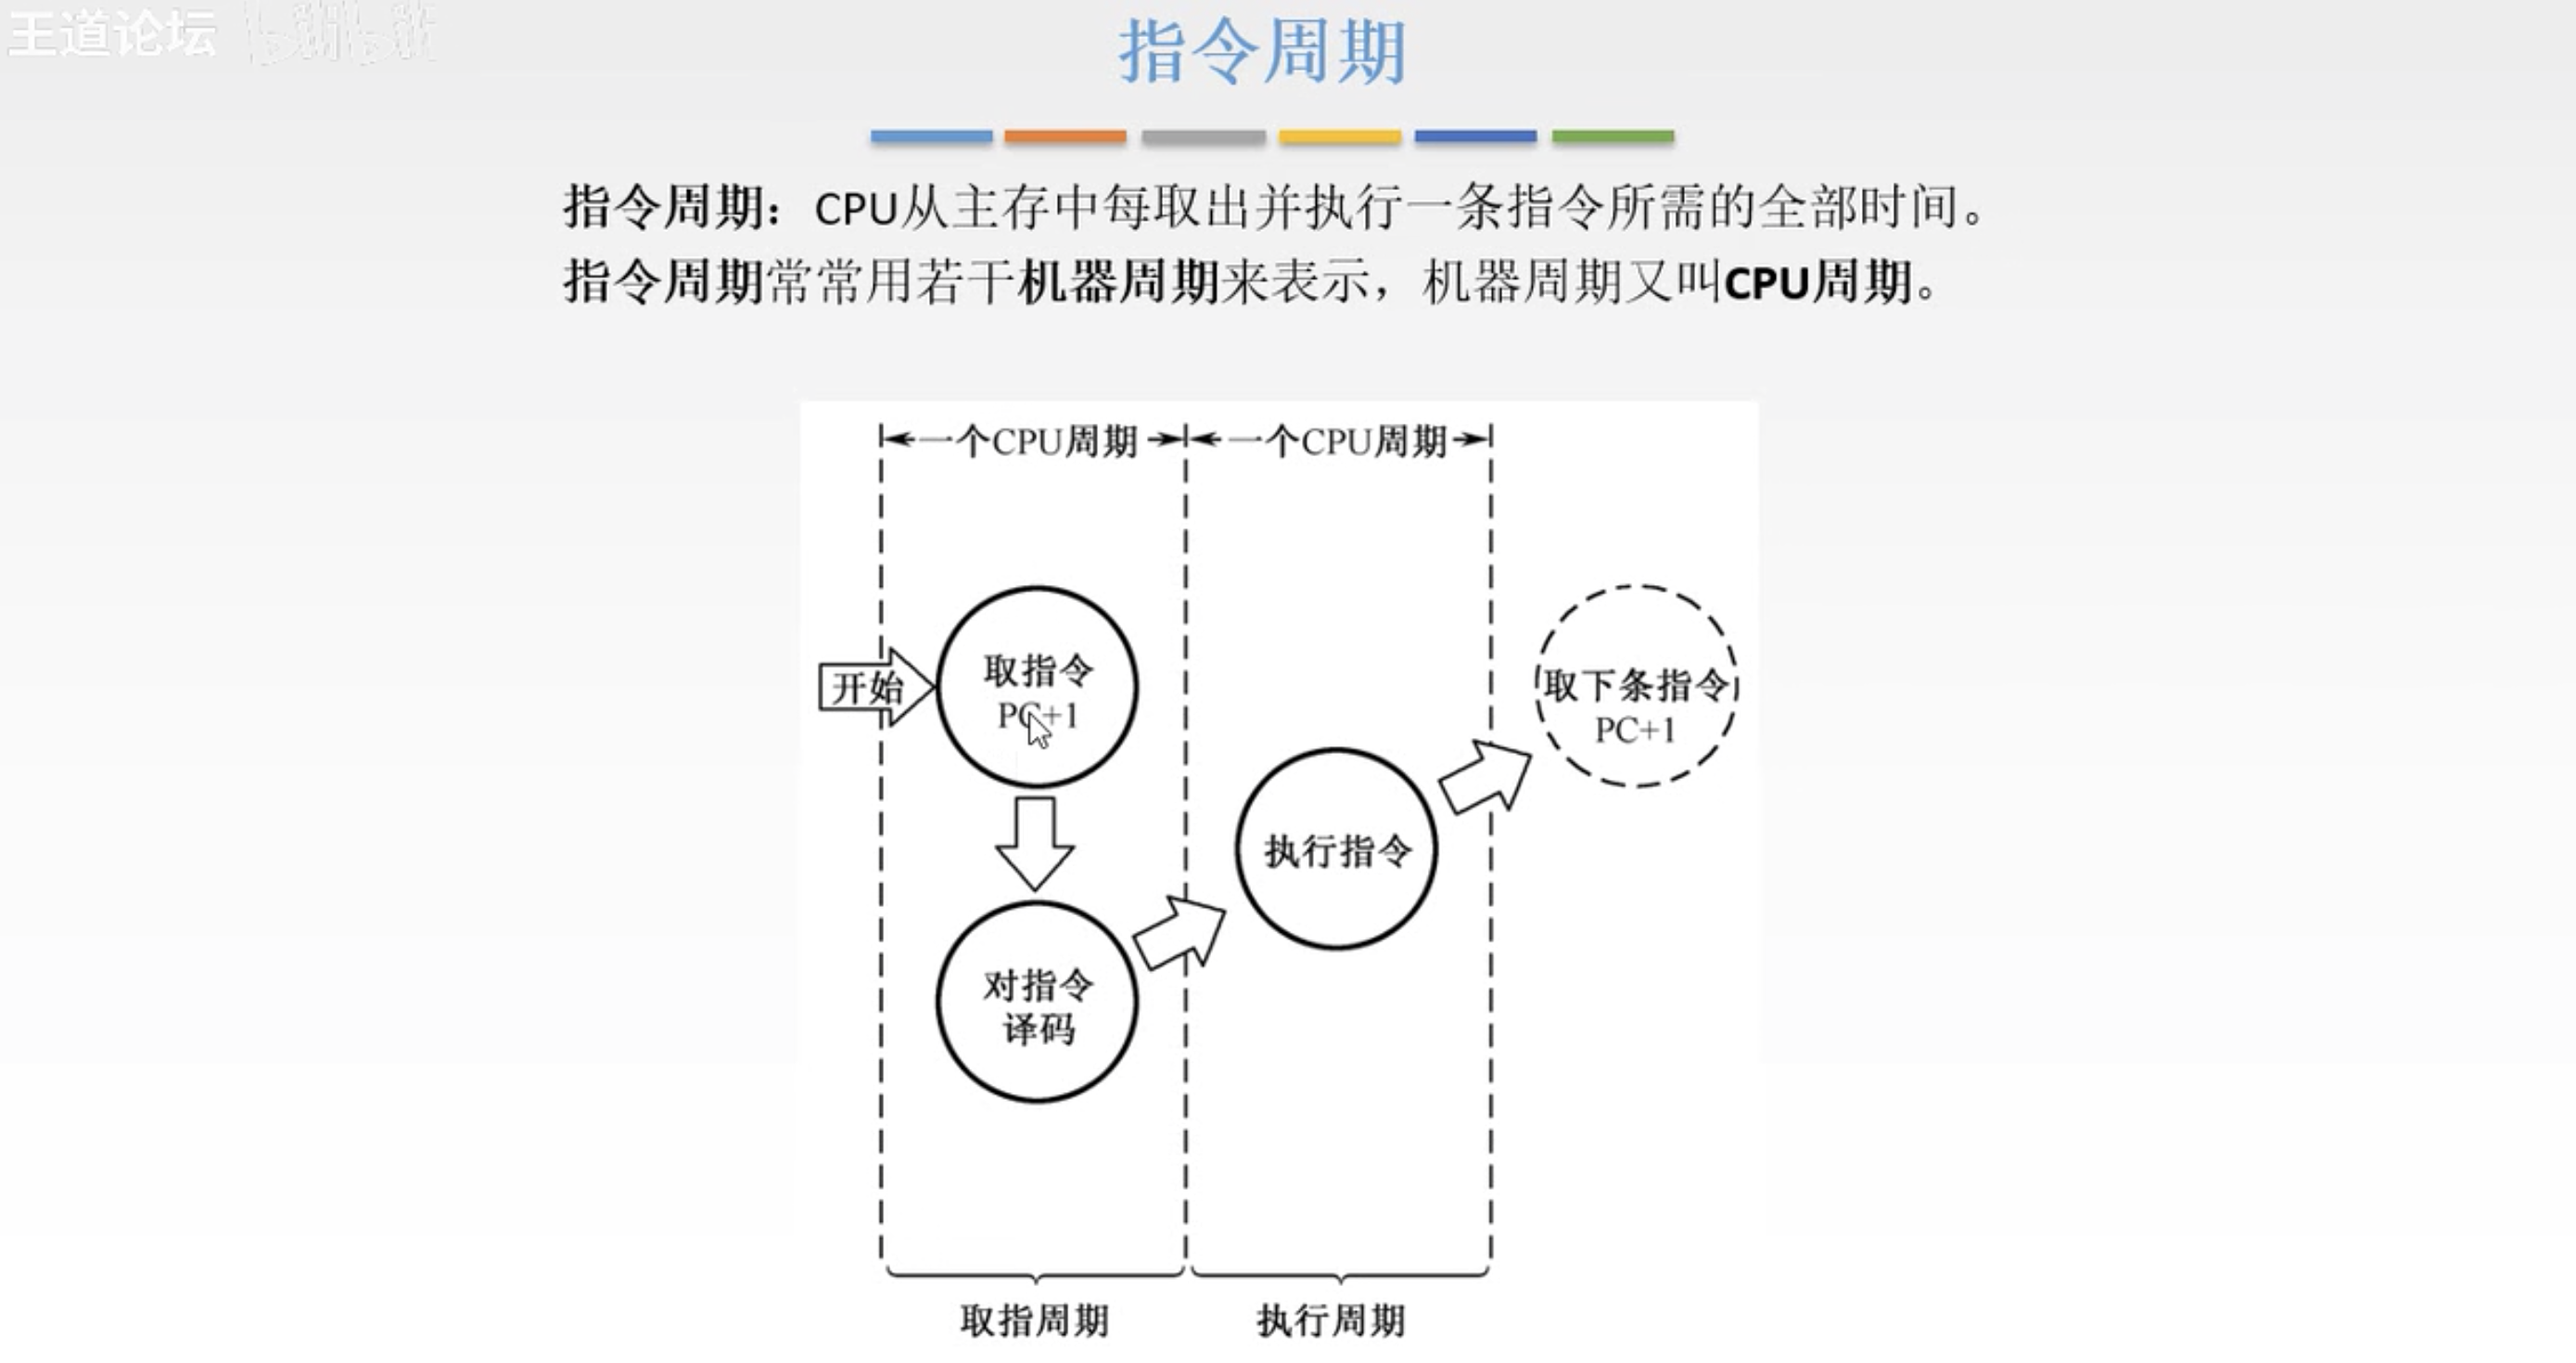 王道论坛 bilibili
指令周期
指令周期：CPU从主存中每取出并执行一条指令所需的全部时间。
指令周期常常用若干机器周期来表示，机器周期又叫CPU周期。
一个CPU周期 一个CPU周期
开始
取指令
PC+1
取下条指令
PC+1
执行指令
对指令
译码
取指周期 执行周期